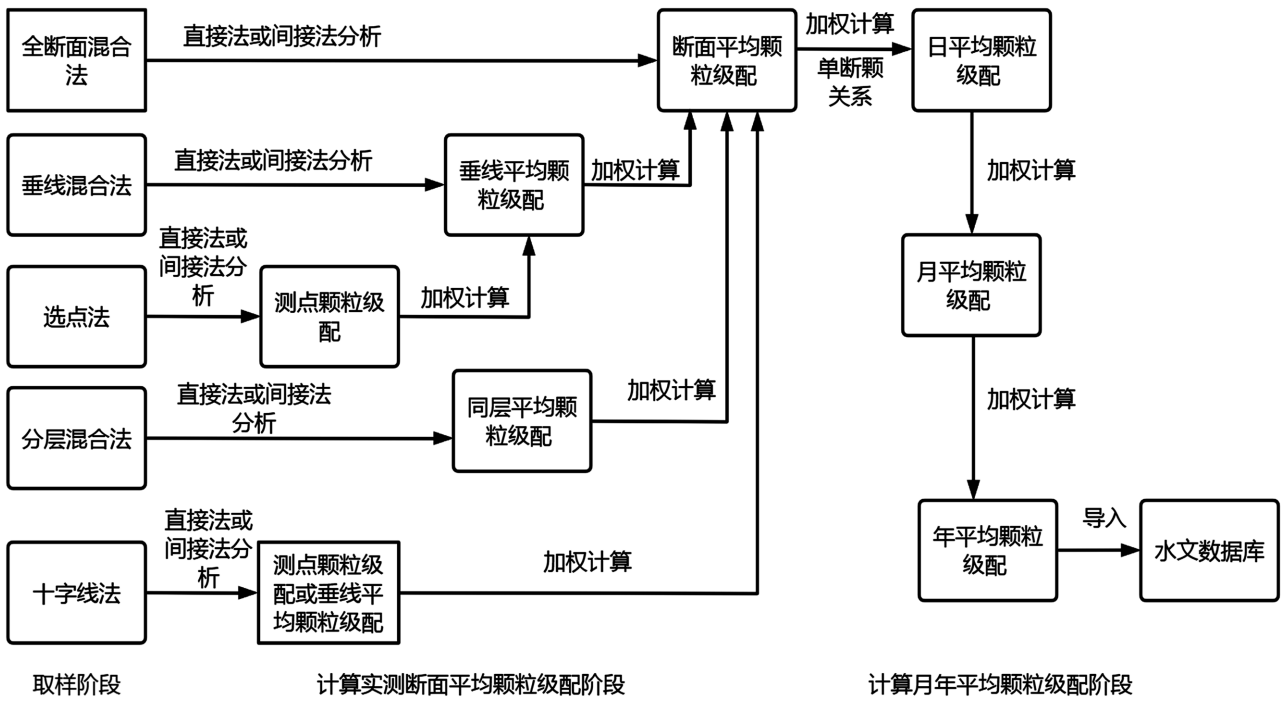 全断面混合
法
直接法或间接法分析
断面平均颗
粒级配
加权计算
单断颗
关系
日平均颗粒
级配
垂线混合法
直接法或间接法分析
垂线平均颗
粒级配
加权计算
加权计算
选点法
直接法或
间接法分
析
测点颗粒级
配
加权计算
月平均颗粒
级配
分层混合法
直接法或间接法
分析
同层平均颗
粒级配
加权计算
加权计算
十字线法
直接法或
间接法分
析
测点颗粒级
配或垂线平
均颗粒级配
加权计算
年平均颗粒
级配
导入
水文数据库
取样阶段
计算实测断面平均颗粒级配阶段
计算月年平均颗粒级配阶段